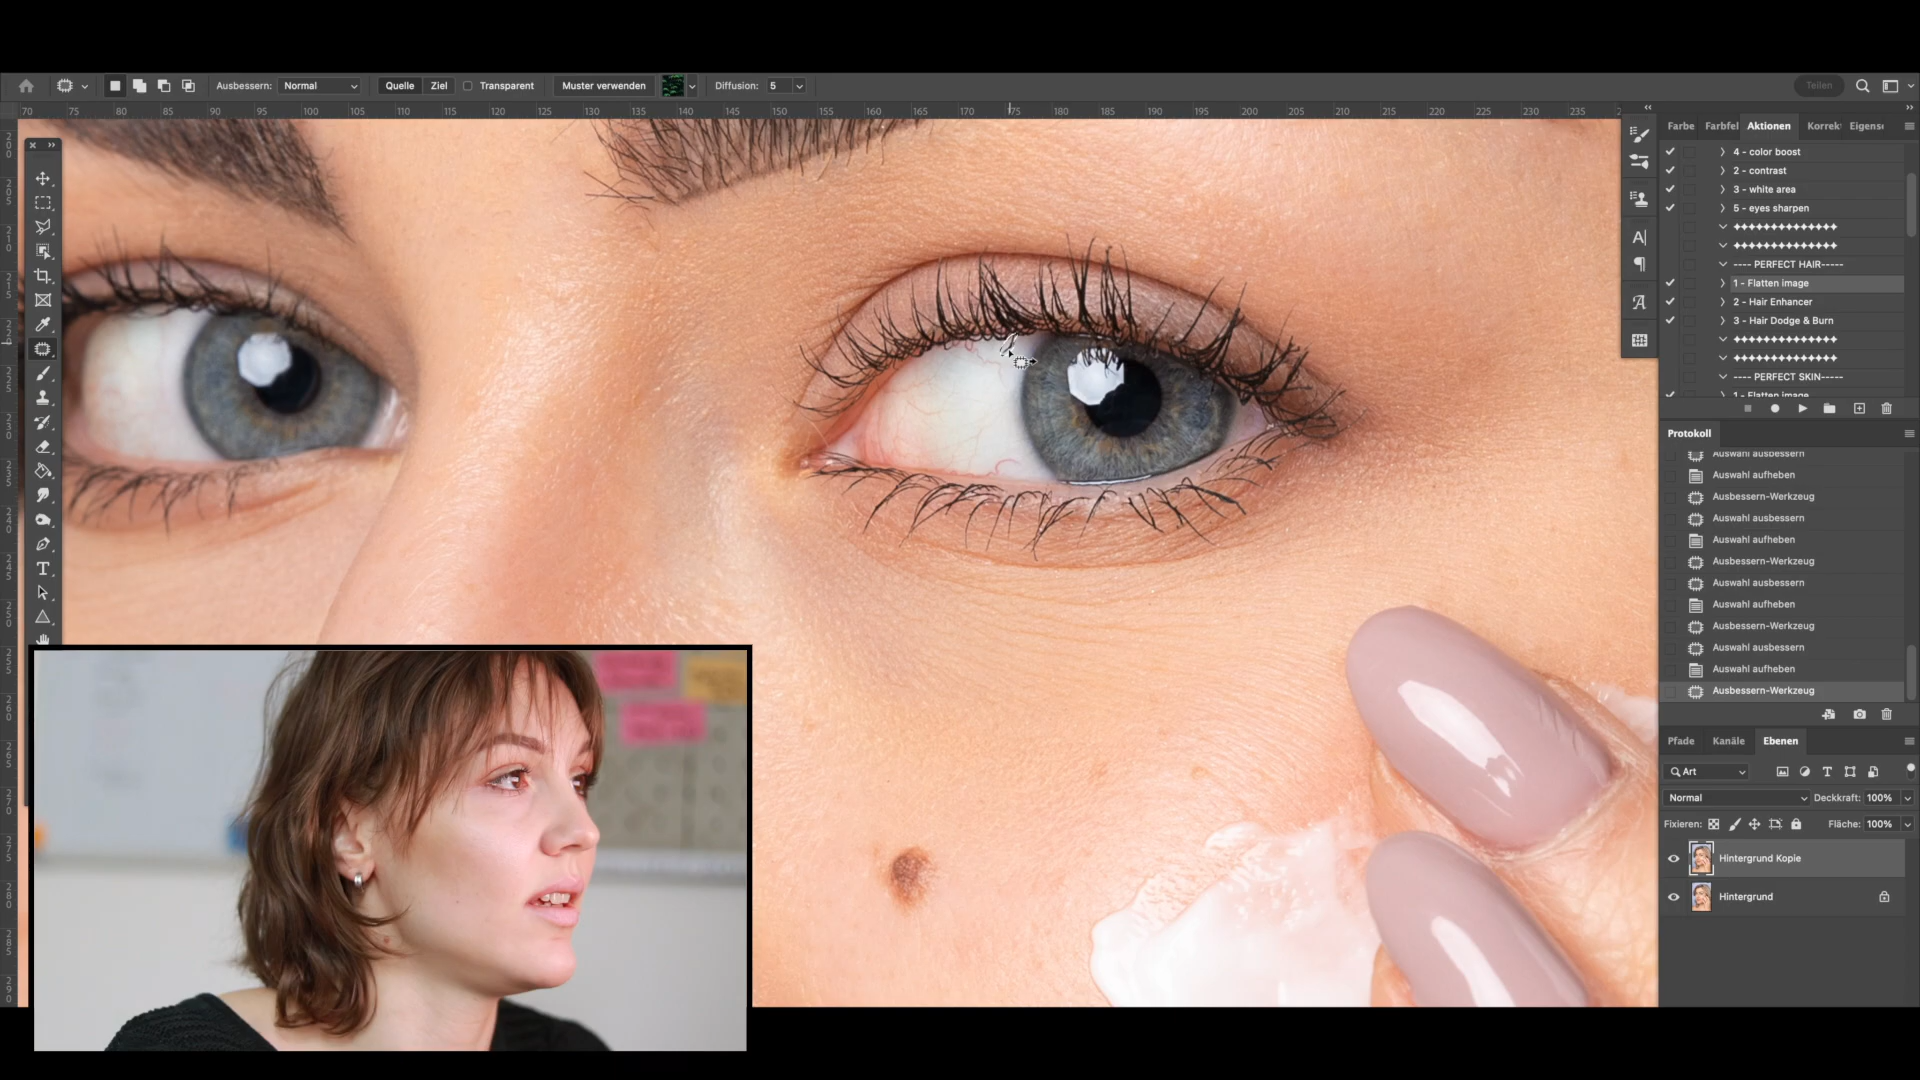 Ausbessern: Normal Quelle Ziel Transparent Muster verwenden Diffusion: 5 Teilen
70 75 80 85 90 95 100 105 110 115 120 125 130 135 140 145 150 155 160 165 170 175 180 185 190 195 200 205 210 215 220 225 230 235
Farbe Farbfel Aktionen Korrek Eigens
4 - color boost
2 - contrast
3 - white area
5 - eyes sharpen
++++++++++++++
++++++++++++++
---- PERFECT HAIR-----
1 - Flatten image
2 - Hair Enhancer
3 - Hair Dodge & Burn
++++++++++++++
++++++++++++++
---- PERFECT SKIN-----
1 - Flatten image
Protokoll
Auswahl ausbessern
Auswahl aufheben
Ausbessern-Werkzeug
Auswahl ausbessern
Auswahl aufheben
Ausbessern-Werkzeug
Auswahl ausbessern
Auswahl aufheben
Ausbessern-Werkzeug
Auswahl ausbessern
Auswahl aufheben
Ausbessern-Werkzeug
Pfade Kanäle Ebenen
Art
Normal Deckkraft: 100%
Fixieren: Fläche: 100%
Hintergrund Kopie
Hintergrund